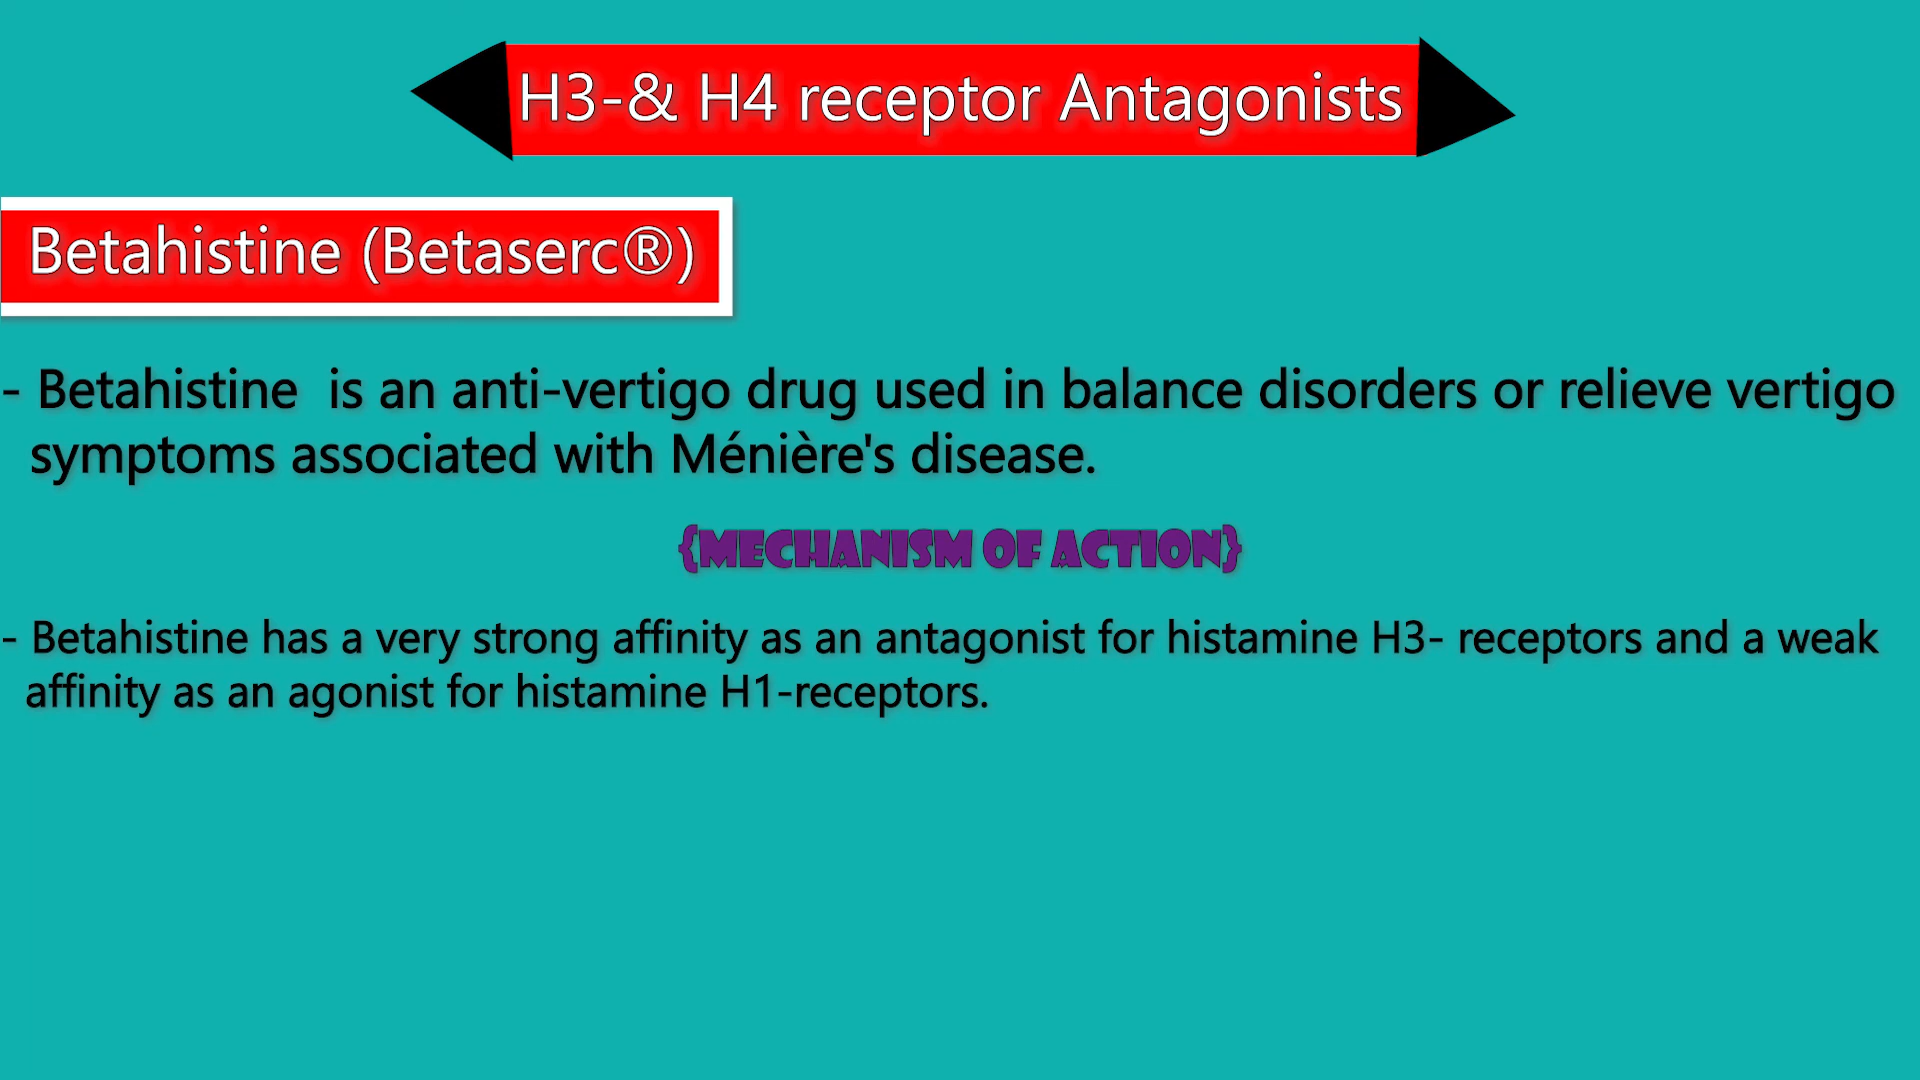 H3-& H4 receptor Antagonists
Betahistine (Betaserc®)
- Betahistine  is an anti-vertigo drug used in balance disorders or relieve vertigo
symptoms associated with Ménière's disease.
{MECHANISM OF ACTION}
- Betahistine has a very strong affinity as an antagonist for histamine H3- receptors and a weak
affinity as an agonist for histamine H1-receptors.